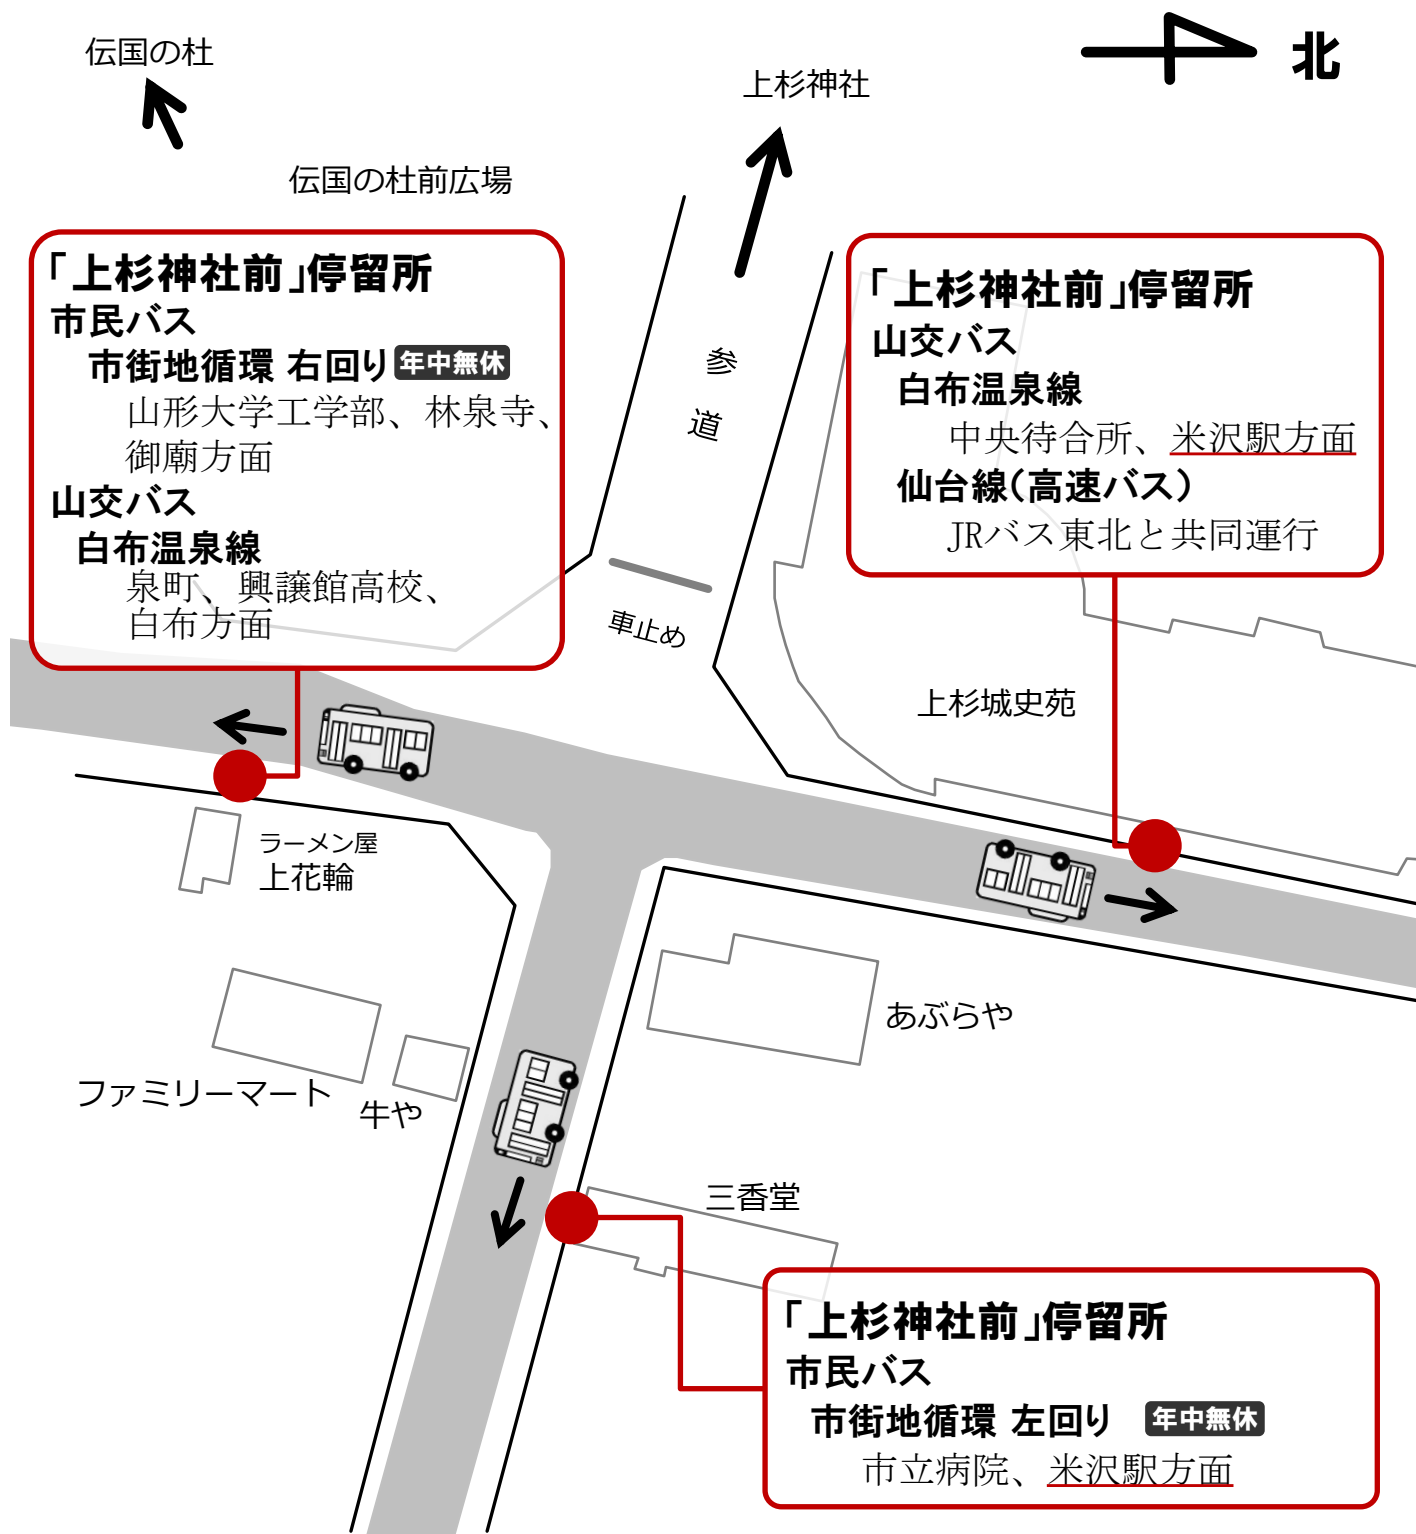 北
伝国の杜
上杉神社
伝国の杜前広場
「上杉神社前」停留所
市民バス
市街地循環 右回り 年中無休
山形大学工学部、林泉寺、
御廟方面
山交バス
白布温泉線
泉町、興譲館高校、
白布方面
参
道
車止め
「上杉神社前」停留所
山交バス
白布温泉線
中央待合所、米沢駅方面
仙台線(高速バス)
JRバス東北と共同運行
上杉城史苑
ラーメン屋
上花輪
あぶらや
ファミリーマート
牛や
三香堂
「上杉神社前」停留所
市民バス
市街地循環 左回り 年中無休
市立病院、米沢駅方面